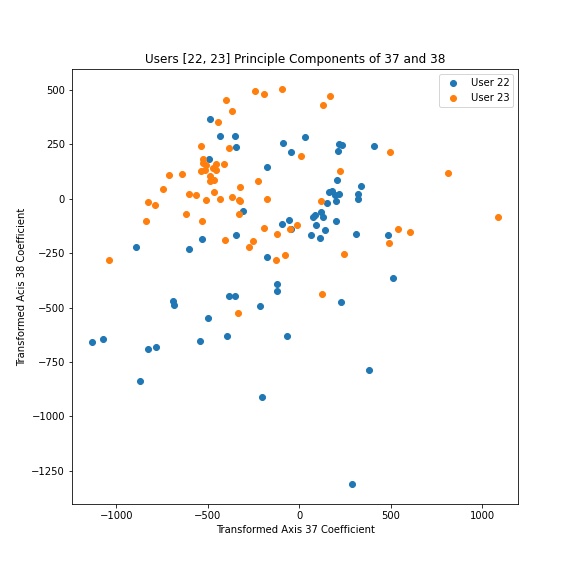 Users [22, 23] Principle Components of 37 and 38
User 22
User 23
500
250
0
−250
−500
−750
−1000
−1250
Transformed Acis 38 Coefficient
−1000
−500
0
500
1000
Transformed Axis 37 Coefficient